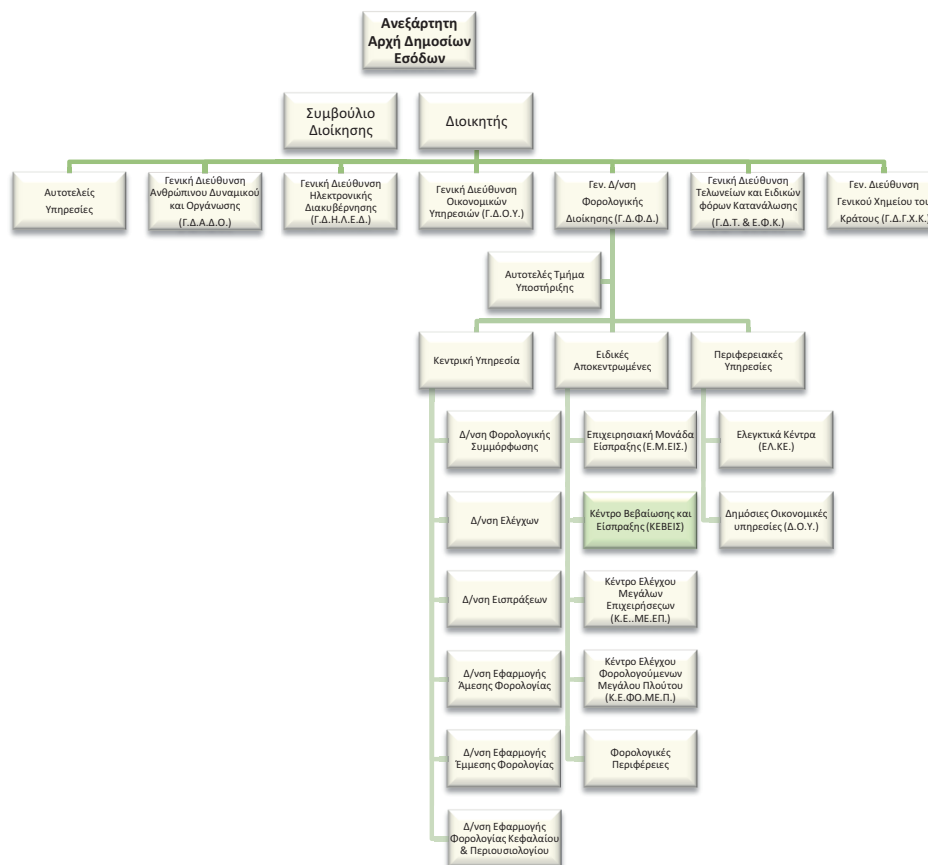 Ανεξάρτητη
Αρχή Δημοσίων
Εσόδων
Συμβούλιο
Διοίκησης
Διοικητής
Αυτοτελείς
Υπηρεσίες
Γενική Διεύθυνση
Ανθρώπινου Δυναμικού
και Οργάνωσης
(Γ.Δ.Α.Δ.Ο.)
Γενική Διεύθυνση
Ηλεκτρονικής
Διακυβέρνησης
(Γ.Δ.Η.Λ.Ε.Δ.)
Γενική Διεύθυνση
Οικονομικών
Υπηρεσιών (Γ.Δ.Ο.Υ.)
Γεν. Δ/νση
Φορολογικής
Διοίκησης (Γ.Δ.Φ.Δ.)
Γενική Διεύθυνση
Τελωνείων και Ειδικών
φόρων Κατανάλωσης
(Γ.Δ.Τ. & Ε.Φ.Κ.)
Γεν. Διεύθυνση
Γενικού Χημείου του
Κράτους (Γ.Δ.Γ.Χ.Κ.)
Αυτοτελές Τμήμα
Υποστήριξης
Κεντρική Υπηρεσία
Ειδικές
Αποκεντρωμένες
Περιφερειακές
Υπηρεσίες
Δ/νση Φορολογικής
Συμμόρφωσης
Δ/νση Ελέγχων
Δ/νση Εισπράξεων
Δ/νση Εφαρμογής
Άμεσης Φορολογίας
Δ/νση Εφαρμογής
Έμμεσης Φορολογίας
Δ/νση Εφαρμογής
Φορολογίας Κεφαλαίου
& Περιουσιολογίου
Επιχειρησιακή Μονάδα
Είσπραξης (Ε.Μ.ΕΙΣ.)
Κέντρο Βεβαίωσης και
Είσπραξης (ΚΕΒΕΙΣ)
Κέντρο Ελέγχου
Μεγάλων
Επιχειρήσεςων
(Κ.Ε..ΜΕ.ΕΠ.)
Κέντρο Ελέγχου
Φορολογούμενων
Μεγάλου Πλούτου
(Κ.Ε.ΦΟ.ΜΕ.Π.)
Φορολογικές
Περιφέρειες
Ελεγκτικά Κέντρα
(ΕΛ.ΚΕ.)
Δημόσιες Οικονομικές
υπηρεσίες (Δ.Ο.Υ.)